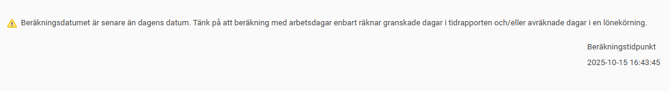 Beräkningsdatumet är senare än dagens datum. Tänk på att beräkning med arbetsdagar enbart räknar granskade dagar i tidrapporten och/eller avräknade dagar i en lönekörning.
Beräkningstidpunkt
2025-10-15 16:43:45